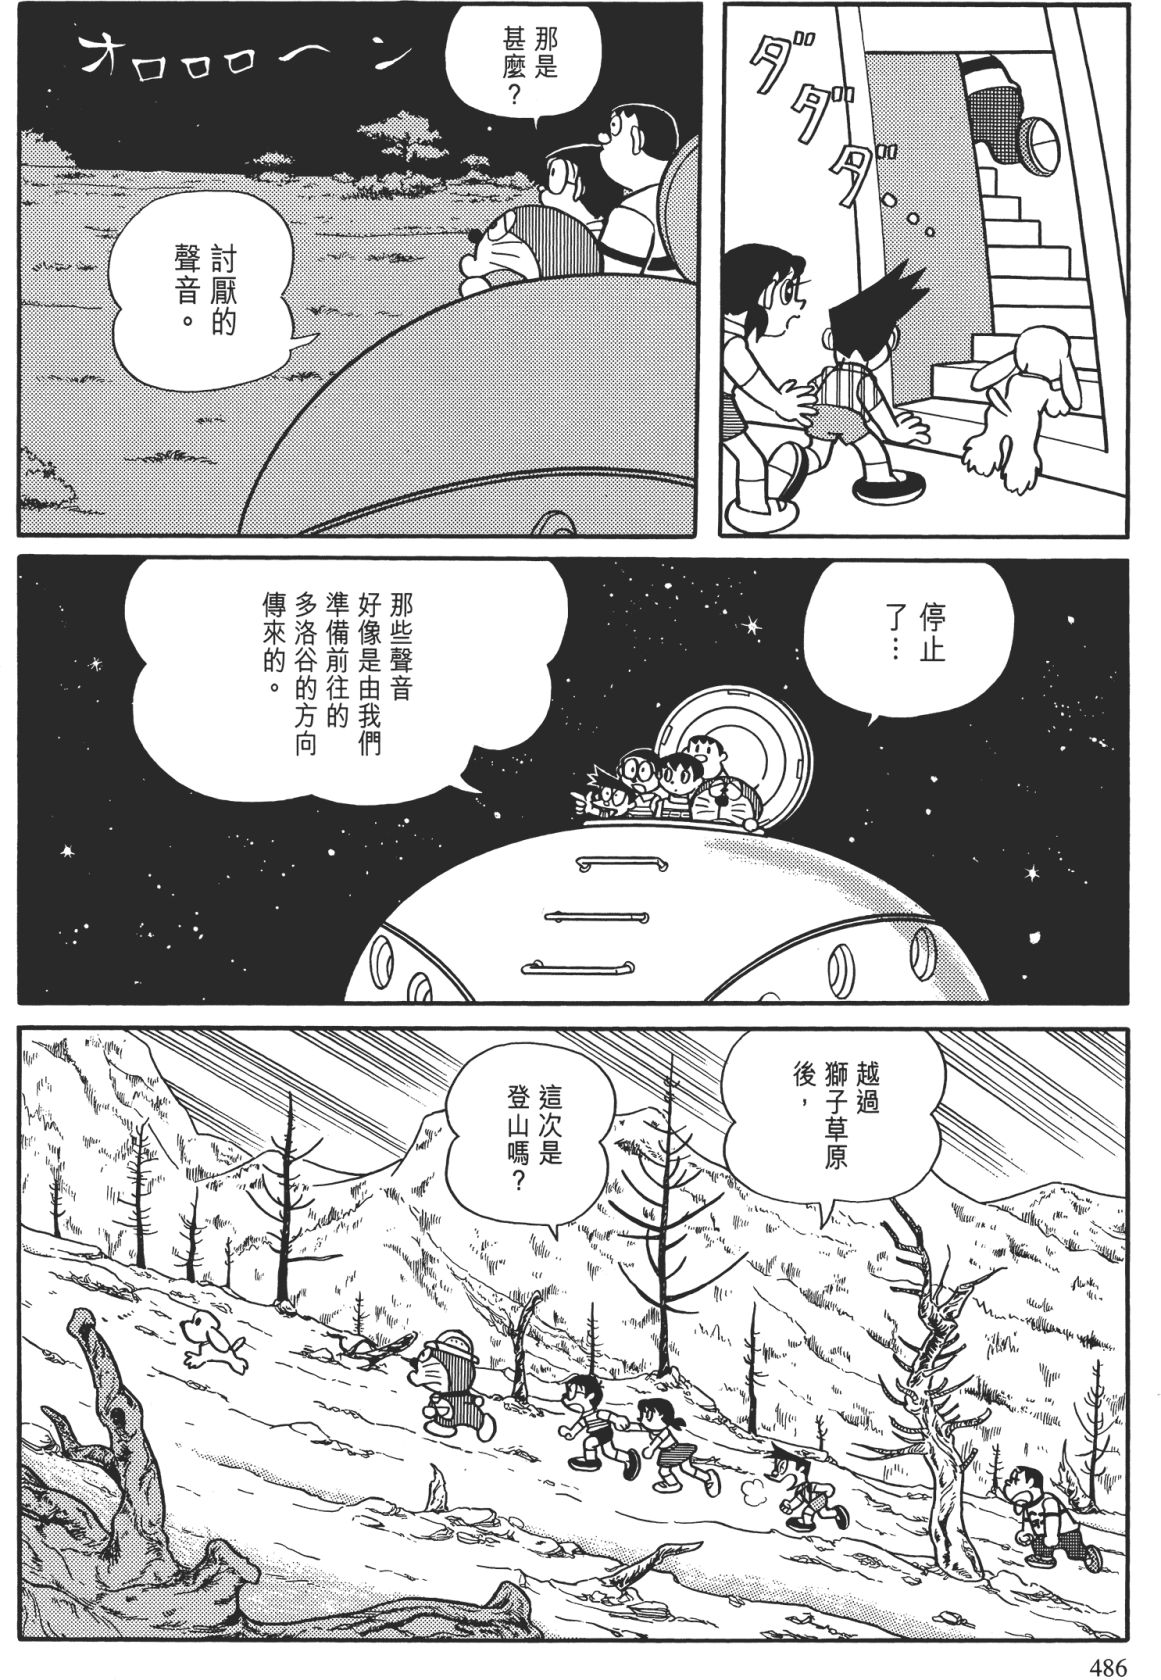 ダダダ
那是
甚麼？
オロロロ〜ン
討厭的
聲音。
停止
了⋯
那些聲音
好像是由我們
準備前往的
多洛谷的方向
傳來的。
越過
獅子草原
後，
這次是
登山嗎？
486